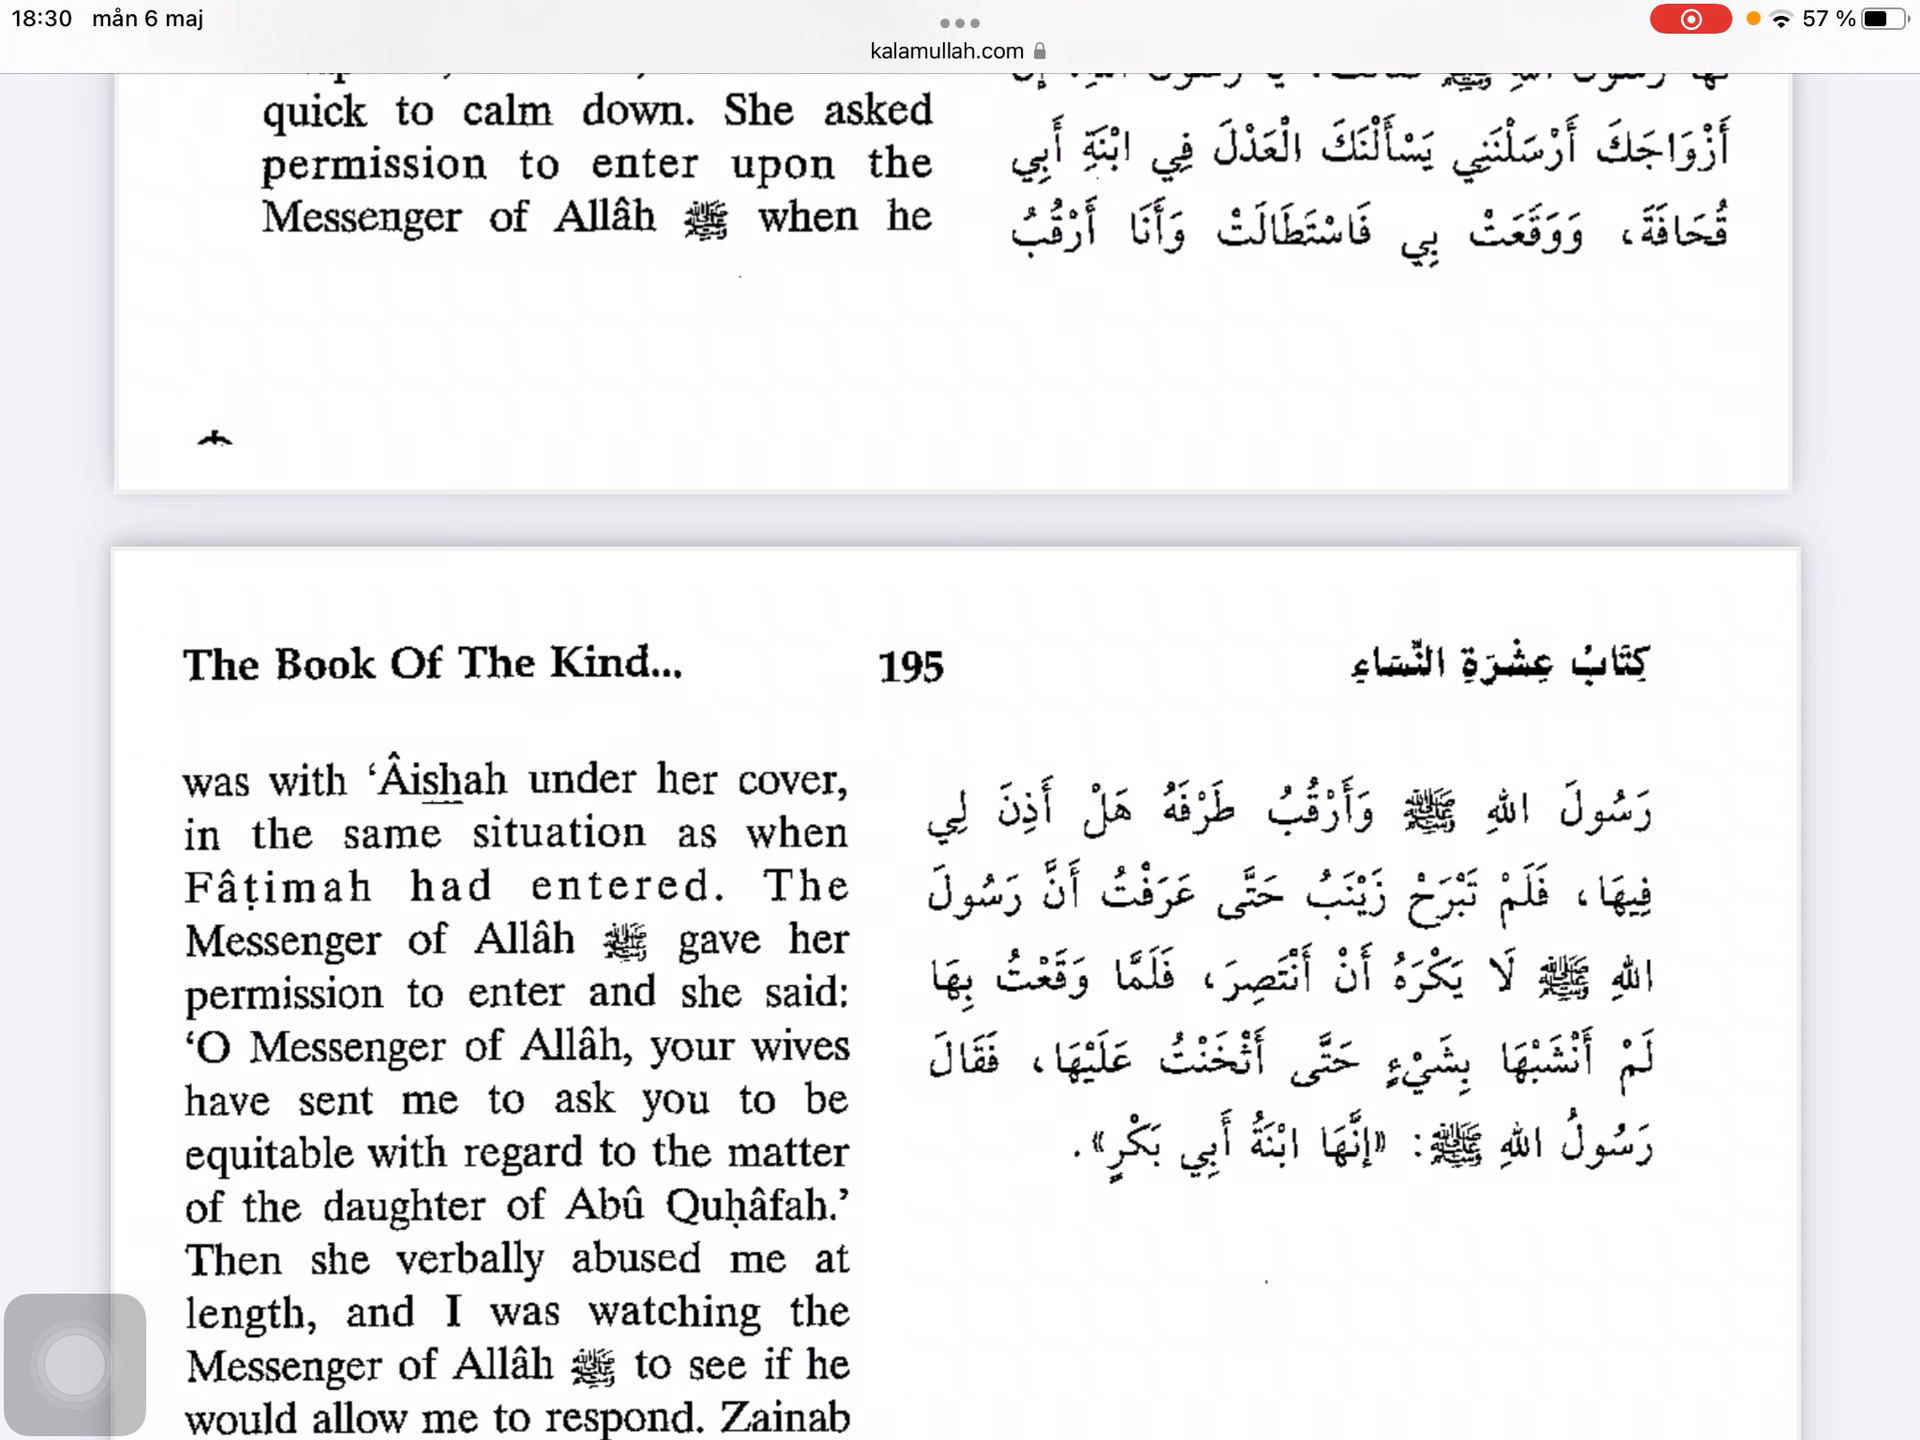 18:30 mån 6 maj
57 %
kalamullah.com
quick to calm down. She asked
permission to enter upon the
Messenger of Allâh ﷺ when he
أَزْوَاجَكَ أَرْسَلْنَنِي يَسْأَلْنَكَ الْعَدْلَ فِي ابْنَةِ أَبِي
قُحَافَةَ، وَوَقَعَتْ بِي فَاسْتَطَالَتْ وَأَنَا أَرْقُبُ
The Book Of The Kind...
195
كِتَابُ عِشْرَةِ النِّسَاءِ
was with ‘Âishah under her cover,
in the same situation as when
Fâṭimah had entered. The
Messenger of Allâh ﷺ gave her
permission to enter and she said:
‘O Messenger of Allâh, your wives
have sent me to ask you to be
equitable with regard to the matter
of the daughter of Abû Quḥâfah.’
Then she verbally abused me at
length, and I was watching the
Messenger of Allâh ﷺ to see if he
would allow me to respond. Zainab
رَسُولَ اللهِ ﷺ وَأَرْقُبُ طَرْفَهُ هَلْ أَذِنَ لِي
فِيهَا، فَلَمْ تَبْرَحْ زَيْنَبُ حَتَّى عَرَفْتُ أَنَّ رَسُولَ
اللهِ ﷺ لَا يَكْرَهُ أَنْ أَنْتَصِرَ، فَلَمَّا وَقَعْتُ بِهَا
لَمْ أَنْشَبْهَا بِشَيْءٍ حَتَّى أَثْخَنْتُ عَلَيْهَا، فَقَالَ
رَسُولُ اللهِ ﷺ: «إِنَّهَا ابْنَةُ أَبِي بَكْرٍ».